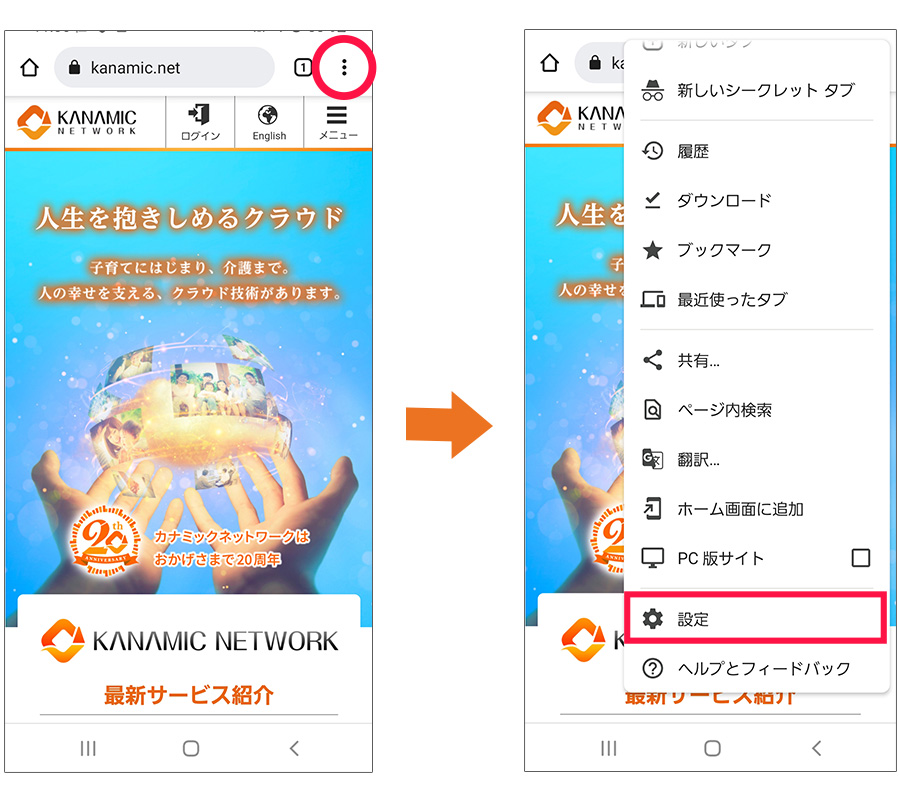 kanamic.net
1
KANAMIC
NETWORK
ログイン
English
メニュー
人生を抱きしめるクラウド
子育てにはじまり、介護まで。
人の幸せを支える、クラウド技術があります。
20th
ANNIVERSARY
カナミックネットワークは
おかげさまで20周年
KANAMIC NETWORK
最新サービス紹介
新しいタブ
新しいシークレット タブ
履歴
ダウンロード
ブックマーク
最近使ったタブ
共有...
ページ内検索
翻訳...
ホーム画面に追加
PC 版サイト
設定
ヘルプとフィードバック
ka
KANA
NETW
人生を
子
人の幸せを
K
最新サービス紹介